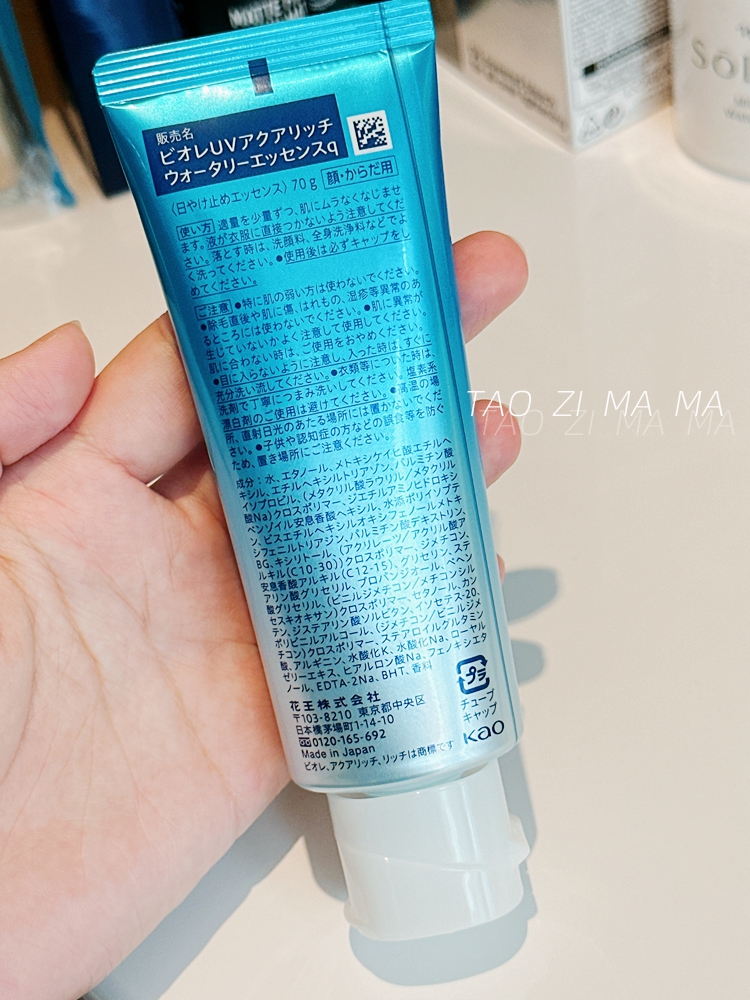 販売名
ビオレUVアクアリッチ
ウォータリーエッセンスq
〈日やけ止めエッセンス〉70g 顔・からだ用
使い方 適量を少量ずつ、肌にムラなくなじませ
ます。液が衣服に直接つかないよう注意してくだ
さい。落とす時は、洗顔料、全身洗浄料などでよ
く洗ってください。●使用後は必ずキャップをし
めてください。
ご注意 ●特に肌の弱い方は使わないでください。
●除毛直後や肌に傷、はれもの、湿疹等異常のあ
るところには使わないでください。●肌に異常が
生じていないかよく注意して使用してください。
肌に合わない時は、ご使用をおやめください。
●目に入らないように注意し、入った時は、すぐに
充分洗い流してください。●衣類等についた時は、
洗剤で丁寧につまみ洗いしてください。塩素系
漂白剤のご使用は避けてください。●高温の場
所、直射日光のあたる場所には置かないでくだ
さい。●子供や認知症の方などの誤食等を防ぐ
ため、置き場所にご注意ください。
成分：水、エタノール、メトキシケイヒ酸エチルヘ
キシル、エチルヘキシルトリアゾン、パルミチン酸
イソプロピル、(メタクリル酸ラウリル/メタクリル
酸Na)クロスポリマー、ジエチルアミノヒドロキシ
ベンゾイル安息香酸ヘキシル、水添ポリイソブテ
ン、ビスエチルヘキシルオキシフェノールメトキ
シフェニルトリアジン、パルミチン酸デキストリン、
BG、キシリトール、(アクリレーツ/アクリル酸ア
ルキル(C10-30))クロスポリマー、ジメチコン、
安息香酸アルキル(C12-15)、グリセリン、ステ
アリン酸グリセリル、プロパンジオール、ベヘン
酸グリセリル、(ビニルジメチコン/メチコンシル
セスキオキサン)クロスポリマー、セタノール、カン
テン、ジステアリン酸ソルビタン、イソセテス-20、
ポリビニルアルコール、(ジメチコン/ビニルジメ
チコン)クロスポリマー、ステアロイルグルタミン
酸、アルギニン、水酸化K、水酸化Na、ローヤル
ゼリーエキス、ヒアルロン酸Na、フェノキシエタ
ノール、EDTA-2Na、BHT、香料
花王株式会社
〒103-8210 東京都中央区
日本橋茅場町1-14-10
0120-165-692
Made in Japan
ビオレ、アクアリッチ、リッチは商標です
プラ
チューブ
キャップ
Kao
TAO ZI MA MA
TAO ZI MA MA